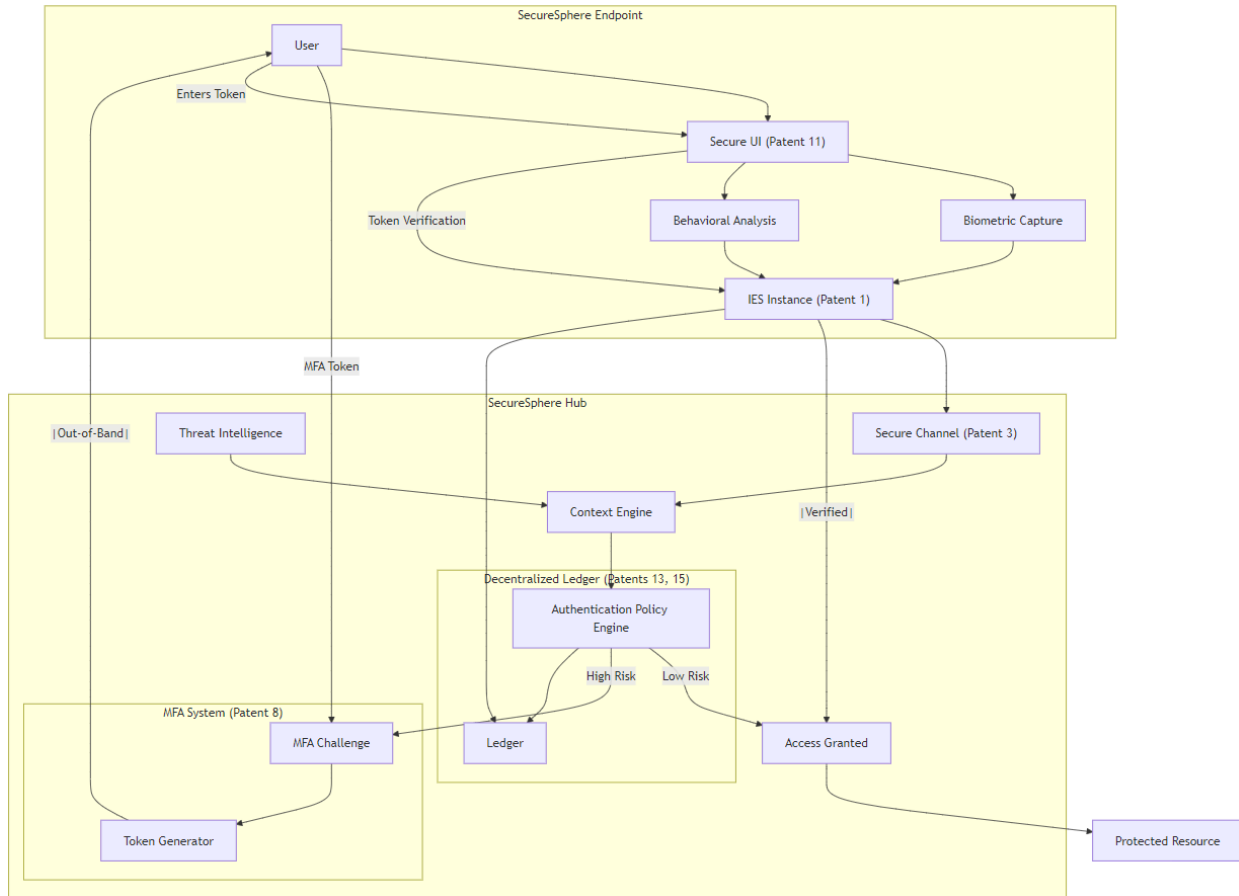 SecureSphere Endpoint
User
Enters Token
Secure UI (Patent 11)
Token Verification
Behavioral Analysis
Biometric Capture
IES Instance (Patent 1)
MFA Token
SecureSphere Hub
|Out-of-Band|
Threat Intelligence
Secure Channel (Patent 3)
Context Engine
|Verified|
Decentralized Ledger (Patents 13, 15)
Authentication Policy
Engine
High Risk
Low Risk
MFA System (Patent 8)
MFA Challenge
Ledger
Access Granted
Token Generator
Protected Resource